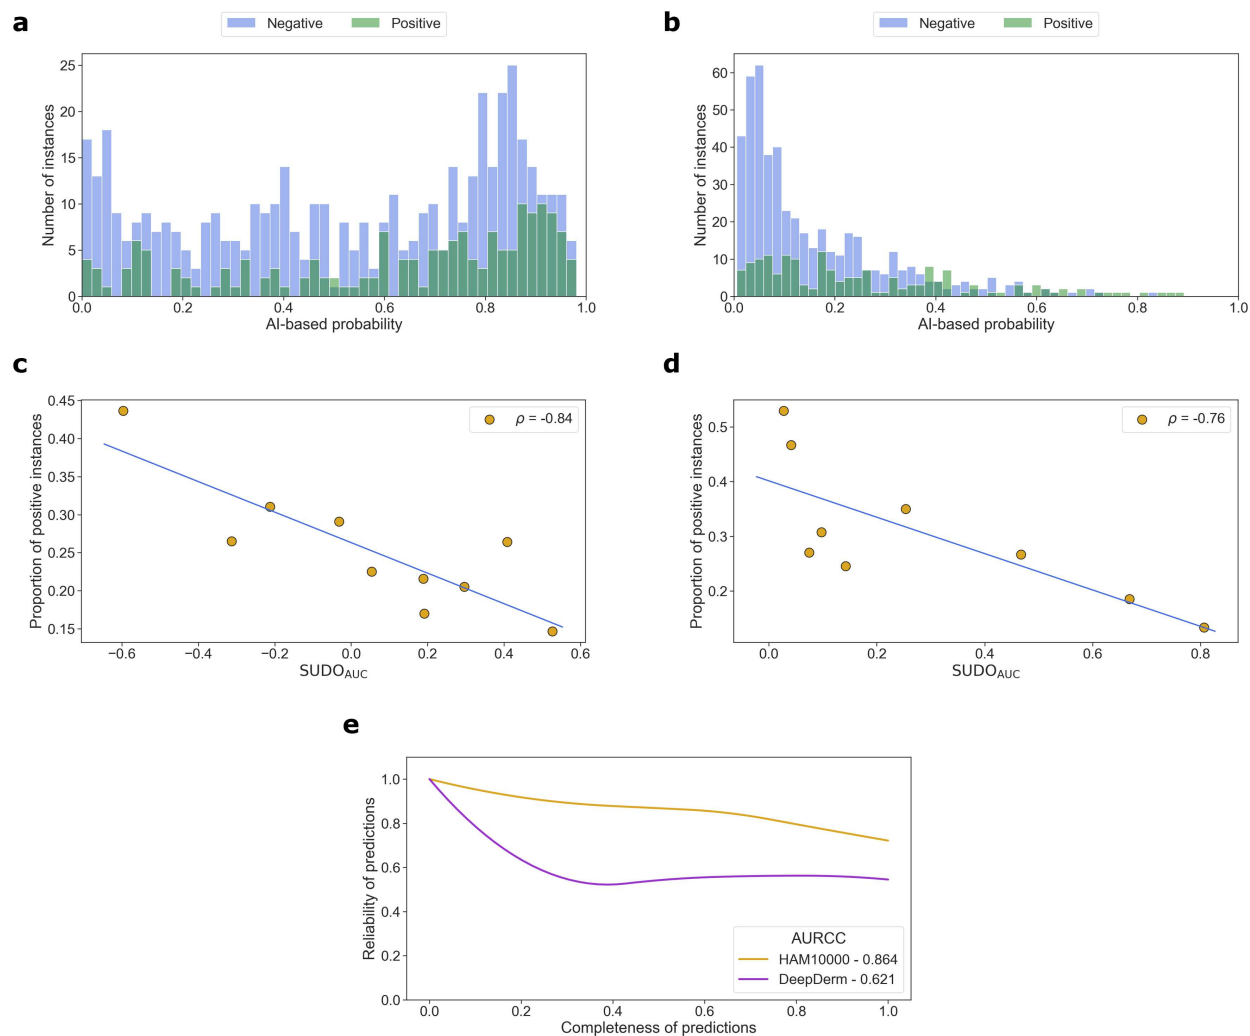 a
Negative Positive
Number of instances
25
20
15
10
5
0
0.0 0.2 0.4 0.6 0.8 1.0
AI-based probability
b
Negative Positive
Number of instances
60
50
40
30
20
10
0
0.0 0.2 0.4 0.6 0.8 1.0
AI-based probability
c
Proportion of positive instances
0.45
0.40
0.35
0.30
0.25
0.20
0.15
ρ = -0.84
−0.6 −0.4 −0.2 0.0 0.2 0.4 0.6
SUDO_AUC
d
Proportion of positive instances
0.5
0.4
0.3
0.2
ρ = -0.76
0.0 0.2 0.4 0.6 0.8
SUDO_AUC
e
Reliability of predictions
1.0
0.8
0.6
0.4
0.2
0.0
AURCC
HAM10000 - 0.864
DeepDerm - 0.621
0.0 0.2 0.4 0.6 0.8 1.0
Completeness of predictions